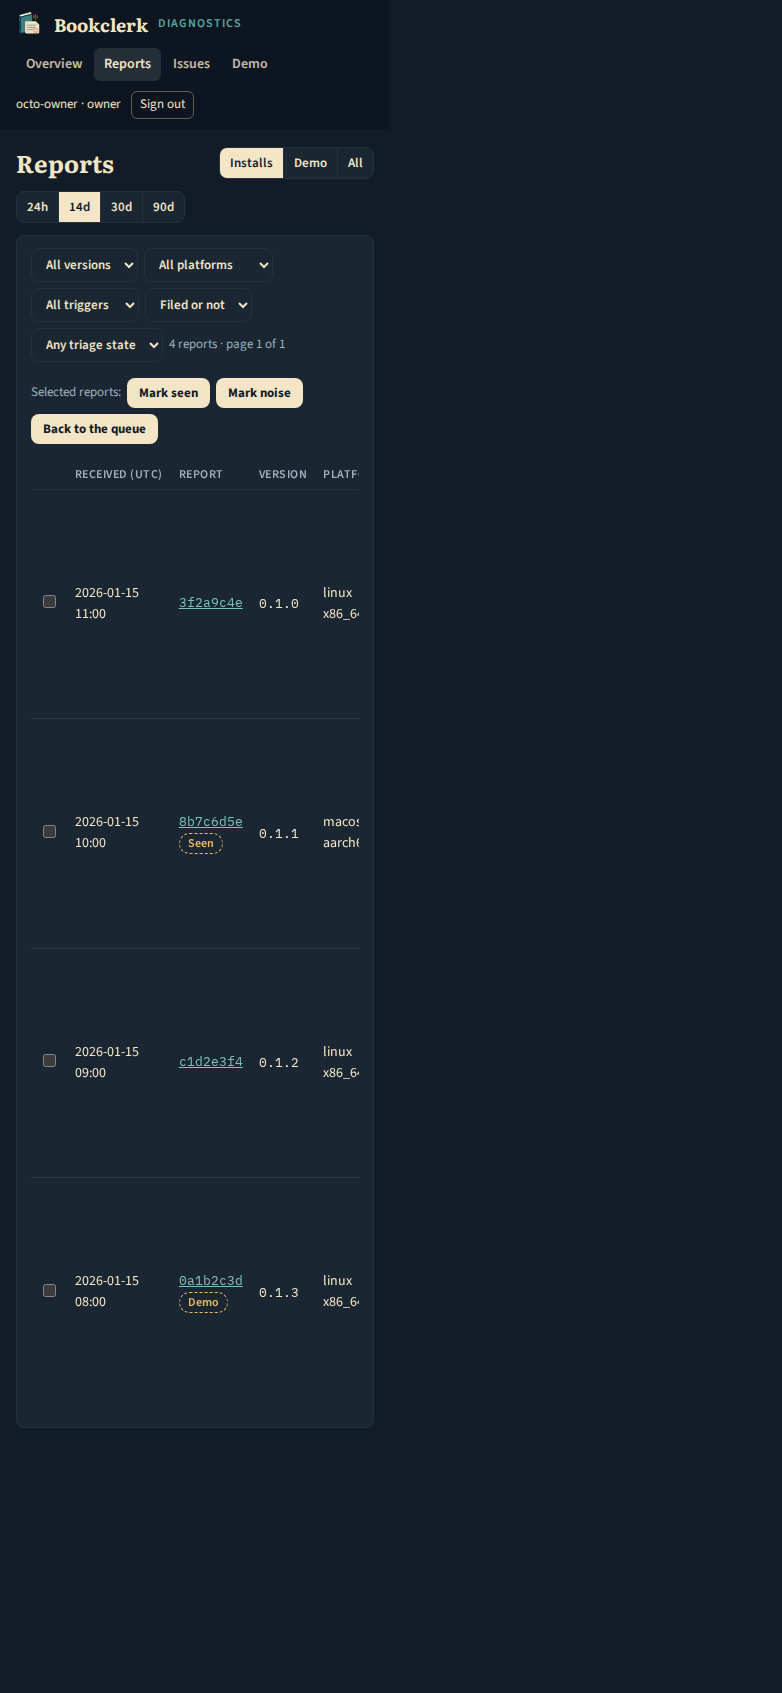 Bookclerk DIAGNOSTICS
Overview Reports Issues Demo
octo-owner · owner Sign out
Reports Installs Demo All
24h 14d 30d 90d
All versions All platforms
All triggers Filed or not
Any triage state 4 reports · page 1 of 1
Selected reports: Mark seen Mark noise
Back to the queue
RECEIVED (UTC) REPORT VERSION
2026-01-15 3f2a9c4e 0.1.0 linux
11:00
2026-01-15 8b7c6d5e 0.1.1
10:00 Seen
2026-01-15 c1d2e3f4 0.1.2 linux
09:00
2026-01-15 0a1b2c3d 0.1.3 linux
08:00 Demo